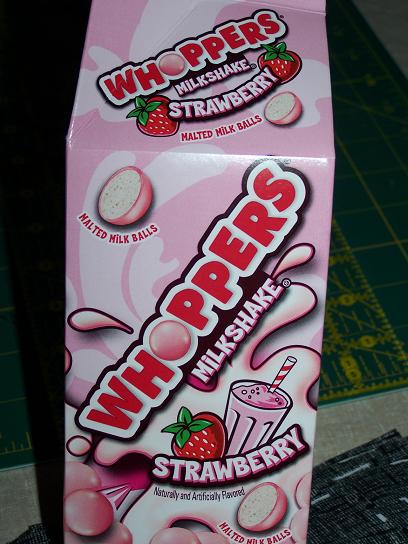 WHOPPERS®
MILKSHAKE®
STRAWBERRY
MALTED MILK BALLS
MALTED MILK BALLS
WHOPPERS
MILKSHAKE®
STRAWBERRY
Naturally and Artificially Flavored
MALTED MILK BALLS